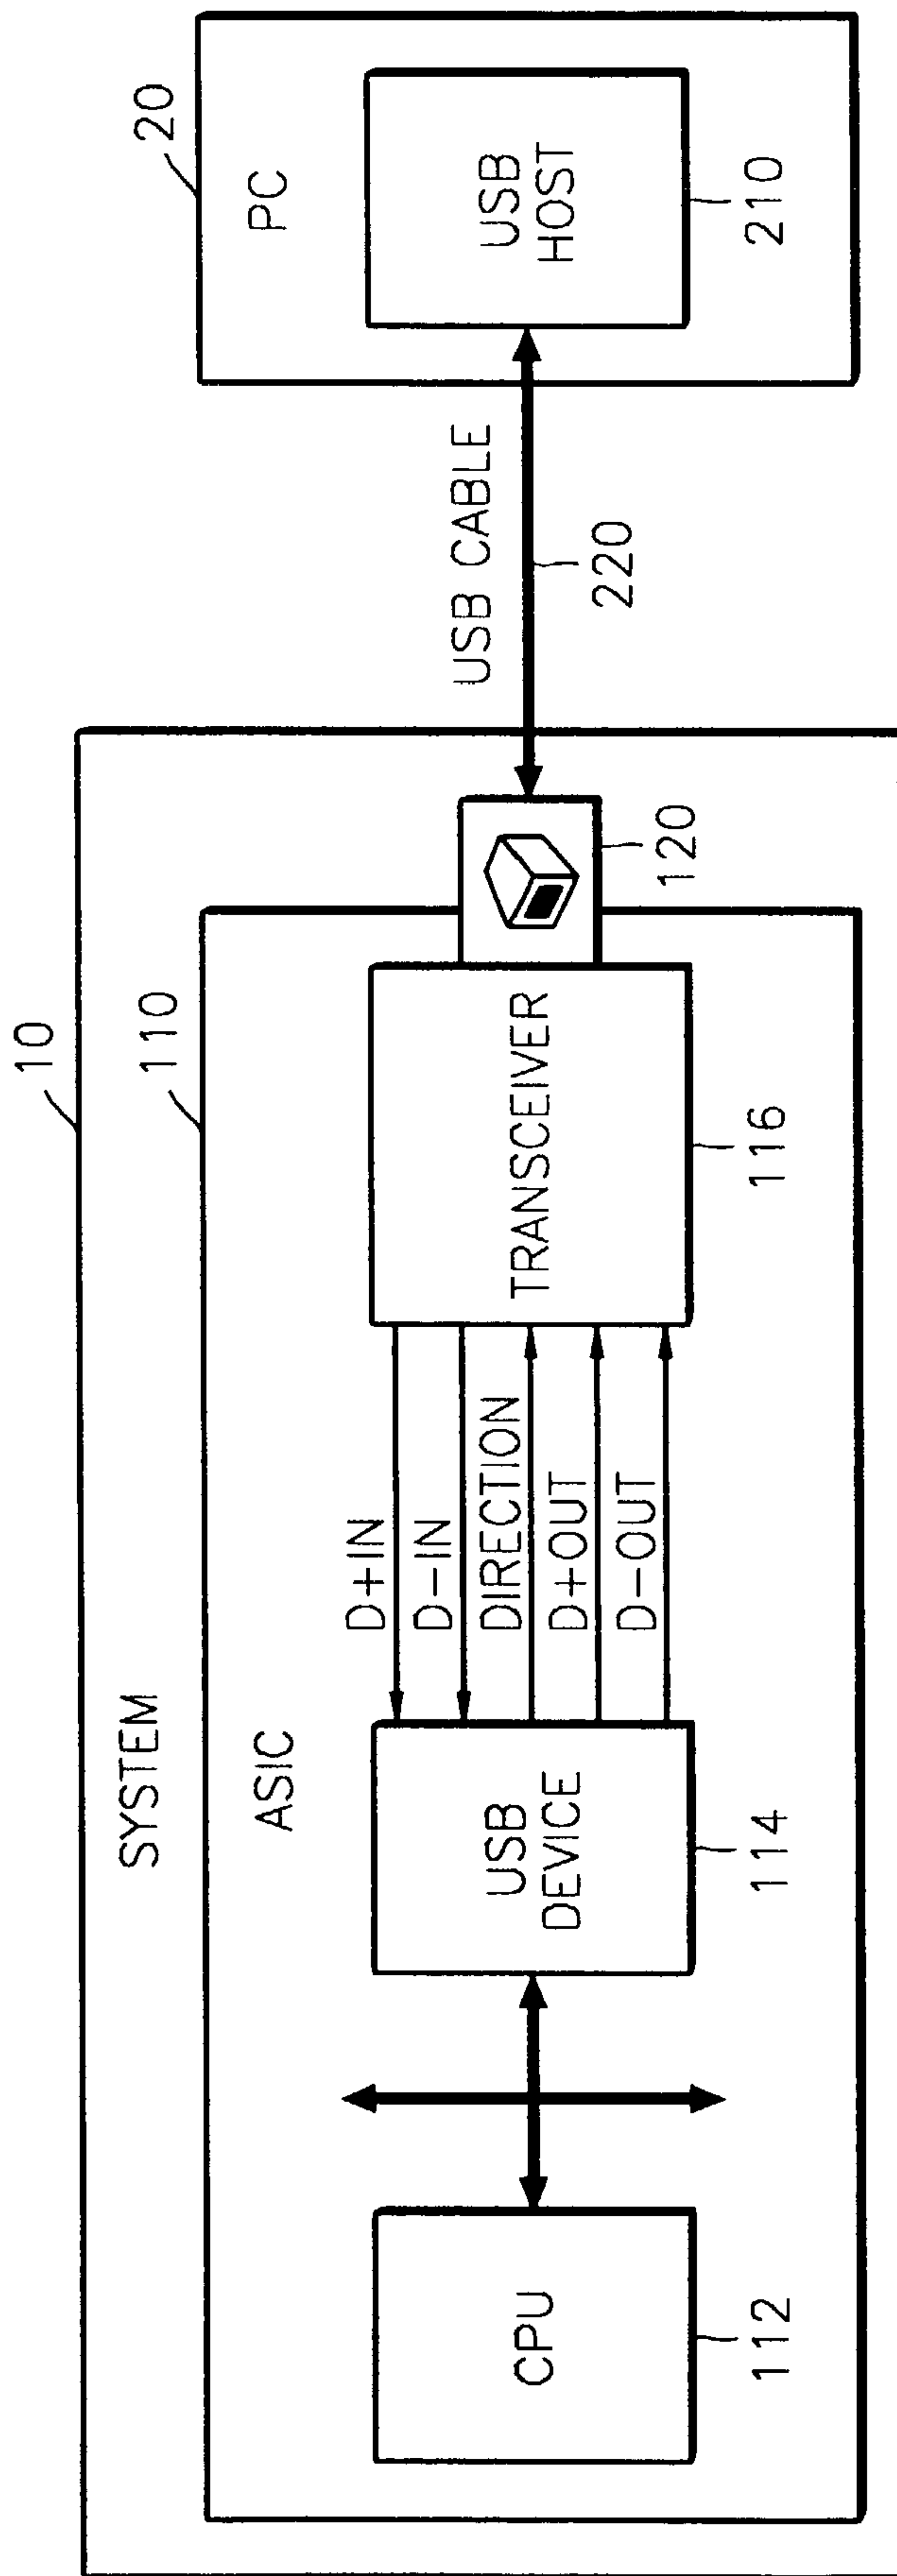 10
SYSTEM
110
ASIC
CPU
112
USB
DEVICE
114
D+IN
D-IN
DIRECTION
D+OUT
D-OUT
TRANSCEIVER
116
120
USB CABLE
220
20
PC
USB
HOST
210